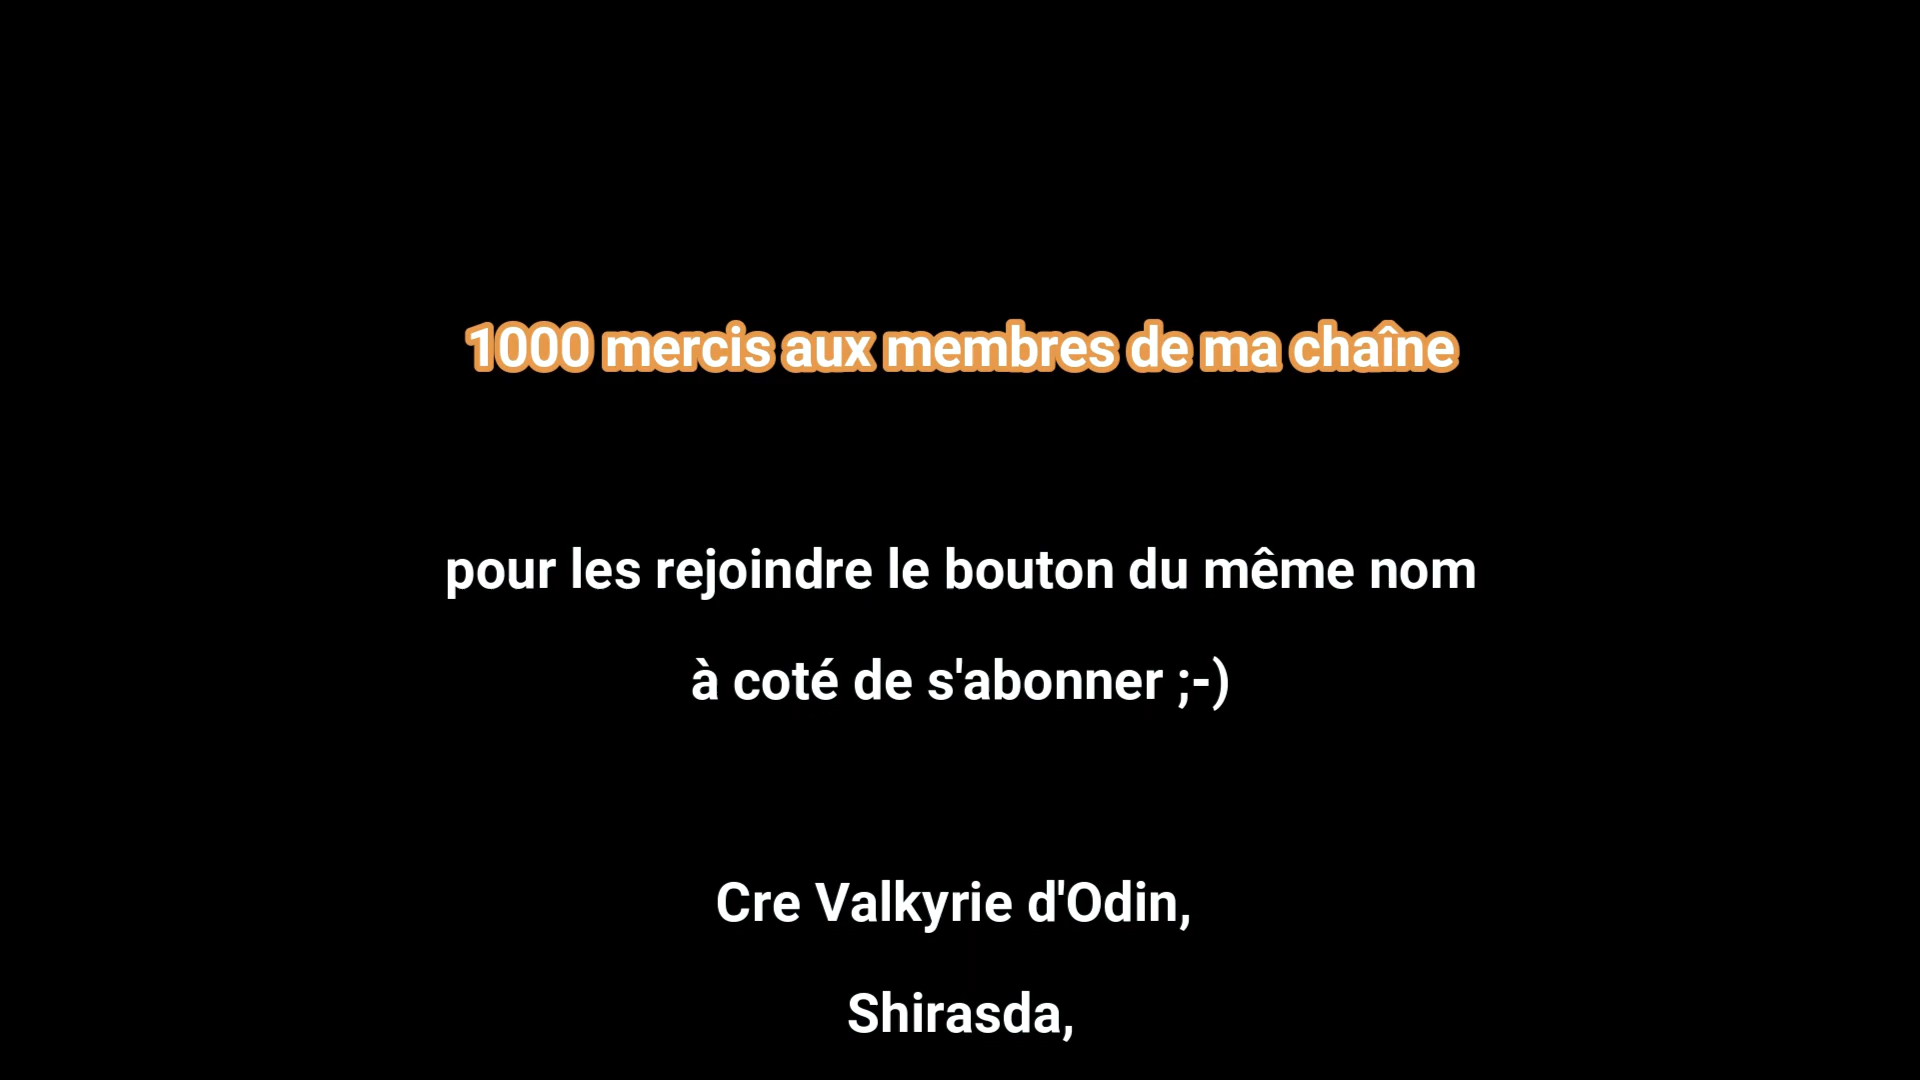 1000 mercis aux membres de ma chaîne
pour les rejoindre le bouton du même nom
à coté de s'abonner ;-)
Cre Valkyrie d'Odin,
Shirasda,